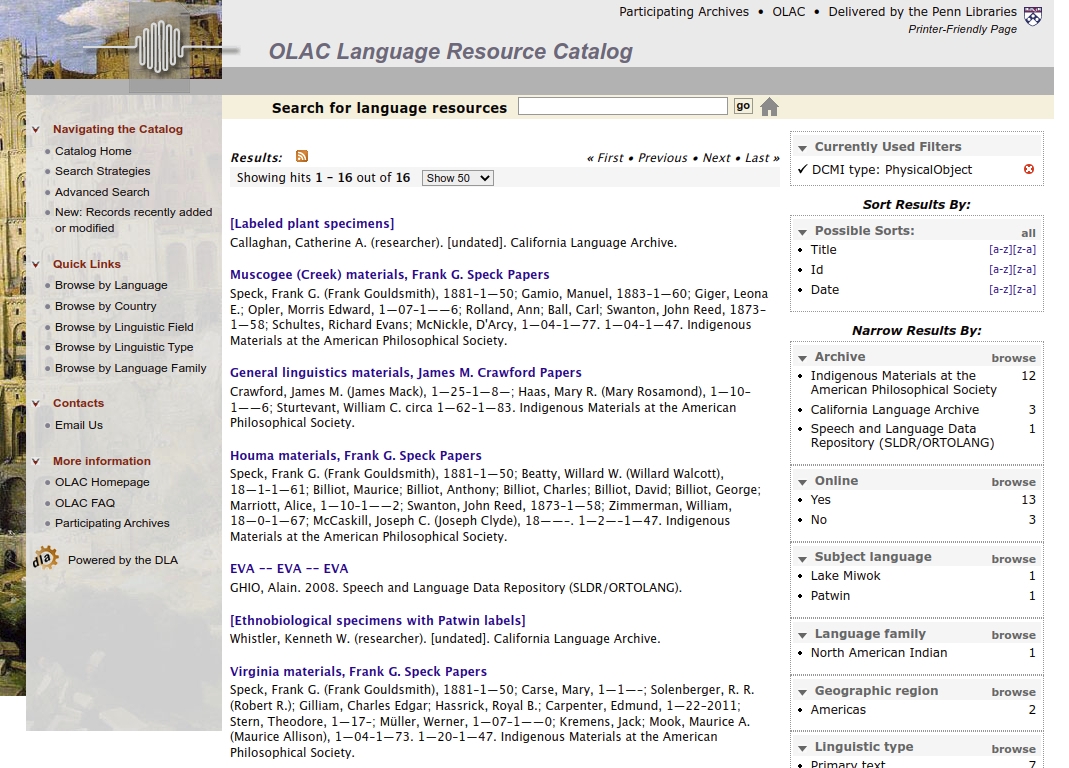 Participating Archives • OLAC • Delivered by the Penn Libraries
Printer-Friendly Page
OLAC Language Resource Catalog
Search for language resources
go
Navigating the Catalog
Catalog Home
Search Strategies
Advanced Search
New: Records recently added
or modified
Quick Links
Browse by Language
Browse by Country
Browse by Linguistic Field
Browse by Linguistic Type
Browse by Language Family
Contacts
Email Us
More information
OLAC Homepage
OLAC FAQ
Participating Archives
dla Powered by the DLA
Results:
« First • Previous • Next • Last »
Showing hits 1 – 16 out of 16 Show 50
[Labeled plant specimens]
Callaghan, Catherine A. (researcher). [undated]. California Language Archive.
Muscogee (Creek) materials, Frank G. Speck Papers
Speck, Frank G. (Frank Gouldsmith), 1881-1—50; Gamio, Manuel, 1883-1—60; Giger, Leona
E.; Opler, Morris Edward, 1—07-1——6; Rolland, Ann; Ball, Carl; Swanton, John Reed, 1873-
1—58; Schultes, Richard Evans; McNickle, D'Arcy, 1—04-1—77. 1—04-1—47. Indigenous
Materials at the American Philosophical Society.
General linguistics materials, James M. Crawford Papers
Crawford, James M. (James Mack), 1—25-1—8—; Haas, Mary R. (Mary Rosamond), 1—10-
1——6; Sturtevant, William C. circa 1—62-1—83. Indigenous Materials at the American
Philosophical Society.
Houma materials, Frank G. Speck Papers
Speck, Frank G. (Frank Gouldsmith), 1881-1—50; Beatty, Willard W. (Willard Walcott),
18—1-1—61; Billiot, Maurice; Billiot, Anthony; Billiot, Charles; Billiot, David; Billiot, George;
Marriott, Alice, 1—10-1——2; Swanton, John Reed, 1873-1—58; Zimmerman, William,
18—0-1—67; McCaskill, Joseph C. (Joseph Clyde), 18——-. 1—2—-1—47. Indigenous
Materials at the American Philosophical Society.
EVA -- EVA -- EVA
GHIO, Alain. 2008. Speech and Language Data Repository (SLDR/ORTOLANG).
[Ethnobiological specimens with Patwin labels]
Whistler, Kenneth W. (researcher). [undated]. California Language Archive.
Virginia materials, Frank G. Speck Papers
Speck, Frank G. (Frank Gouldsmith), 1881-1—50; Carse, Mary, 1—1—-; Solenberger, R. R.
(Robert R.); Gilliam, Charles Edgar; Hassrick, Royal B.; Carpenter, Edmund, 1—22-2011;
Stern, Theodore, 1—17-; Müller, Werner, 1—07-1——0; Kremens, Jack; Mook, Maurice A.
(Maurice Allison), 1—04-1—73. 1—20-1—47. Indigenous Materials at the American
Philosophical Society.
Currently Used Filters
DCMI type: PhysicalObject
Sort Results By:
Possible Sorts: all
Title [a-z][z-a]
Id [a-z][z-a]
Date [a-z][z-a]
Narrow Results By:
Archive browse
Indigenous Materials at the 12
American Philosophical Society
California Language Archive 3
Speech and Language Data 1
Repository (SLDR/ORTOLANG)
Online browse
Yes 13
No 3
Subject language browse
Lake Miwok 1
Patwin 1
Language family browse
North American Indian 1
Geographic region browse
Americas 2
Linguistic type browse
Primary text 7